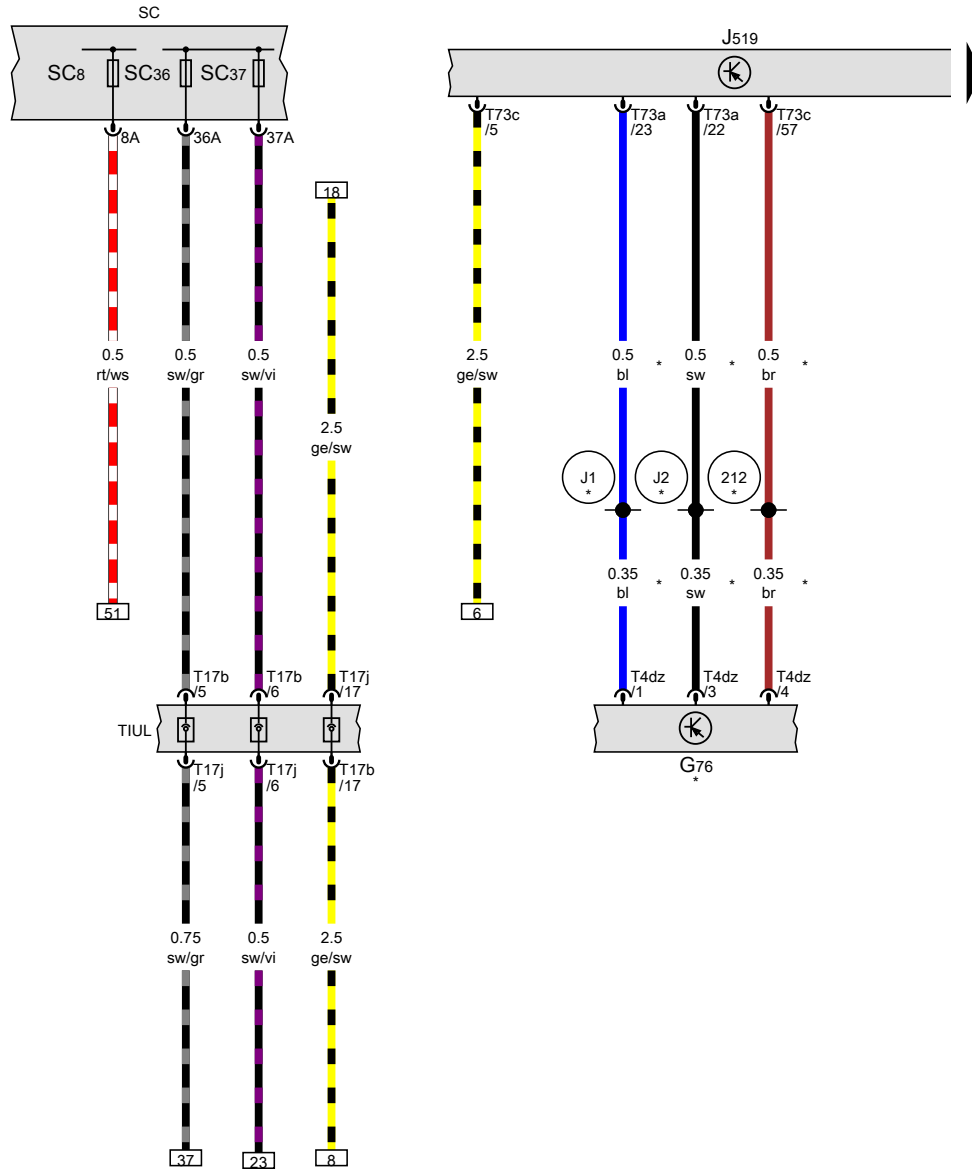 SC
J519
SC8 SC36 SC37
8A 36A 37A
T73c
/5
T73a
/23
T73a
/22
T73c
/57
18
0.5
rt/ws
0.5
sw/gr
0.5
sw/vi
2.5
ge/sw
2.5
ge/sw
0.5
bl
*
0.5
sw
*
0.5
br
*
J1
*
J2
*
212
*
0.35
bl
*
0.35
sw
*
0.35
br
*
51
6
T17b
/5
T17b
/6
T17j
/17
T4dz
/1
T4dz
/3
T4dz
/4
TIUL
T17j
/5
T17j
/6
T17b
/17
G76
*
0.75
sw/gr
0.5
sw/vi
2.5
ge/sw
37
23
8